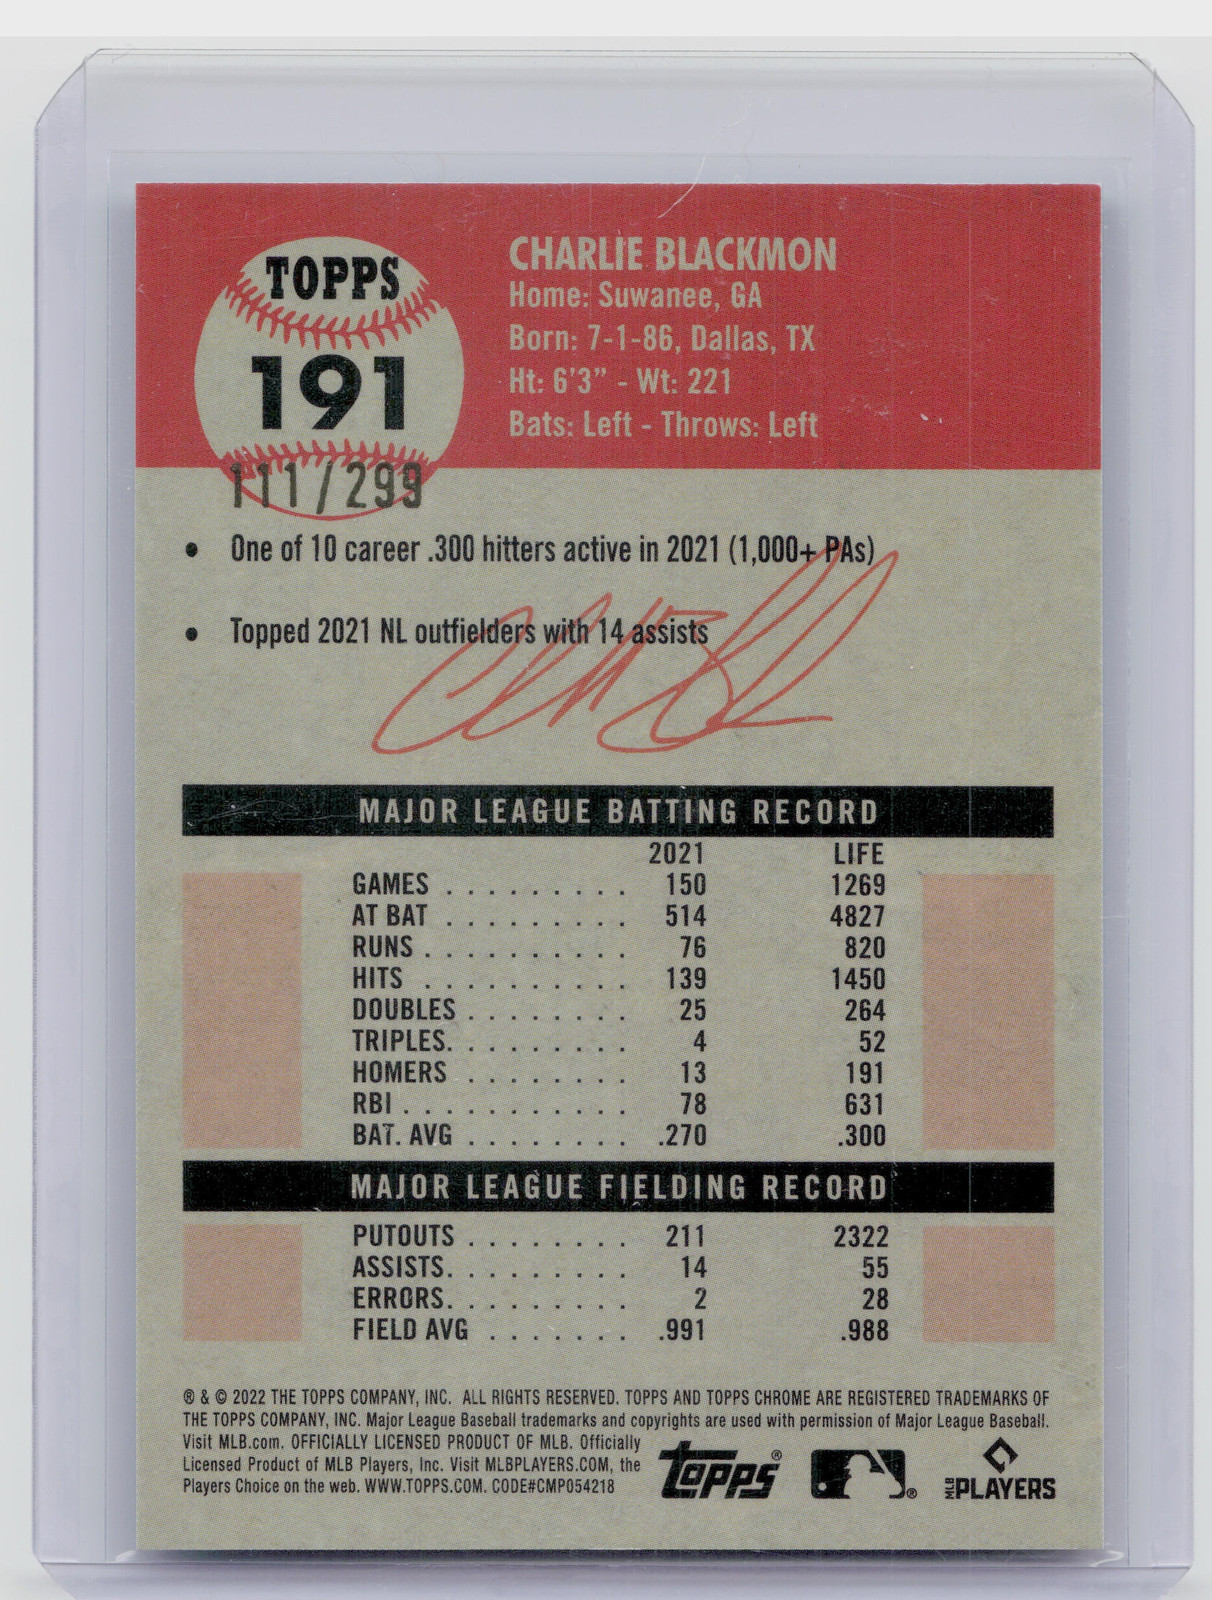 TOPPS
191
111/299
CHARLIE BLACKMON
Home: Suwanee, GA
Born: 7-1-86, Dallas, TX
Ht: 6'3" - Wt: 221
Bats: Left - Throws: Left
• One of 10 career .300 hitters active in 2021 (1,000+ PAs)
• Topped 2021 NL outfielders with 14 assists
MAJOR LEAGUE BATTING RECORD
2021 LIFE
GAMES . . . . . . . . . 150 1269
AT BAT . . . . . . . . . 514 4827
RUNS . . . . . . . . . . 76 820
HITS . . . . . . . . . . 139 1450
DOUBLES . . . . . . . . 25 264
TRIPLES. . . . . . . . . 4 52
HOMERS . . . . . . . . 13 191
RBI . . . . . . . . . . . 78 631
BAT. AVG . . . . . . . . .270 .300
MAJOR LEAGUE FIELDING RECORD
PUTOUTS . . . . . . . . 211 2322
ASSISTS. . . . . . . . . 14 55
ERRORS. . . . . . . . . 2 28
FIELD AVG . . . . . . . .991 .988
® & © 2022 THE TOPPS COMPANY, INC. ALL RIGHTS RESERVED. TOPPS AND TOPPS CHROME ARE REGISTERED TRADEMARKS OF
THE TOPPS COMPANY, INC. Major League Baseball trademarks and copyrights are used with permission of Major League Baseball.
Visit MLB.com. OFFICIALLY LICENSED PRODUCT OF MLB. Officially
Licensed Product of MLB Players, Inc. Visit MLBPLAYERS.COM, the
Players Choice on the web. WWW.TOPPS.COM. CODE#CMP054218
Topps®
®
MLB PLAYERS